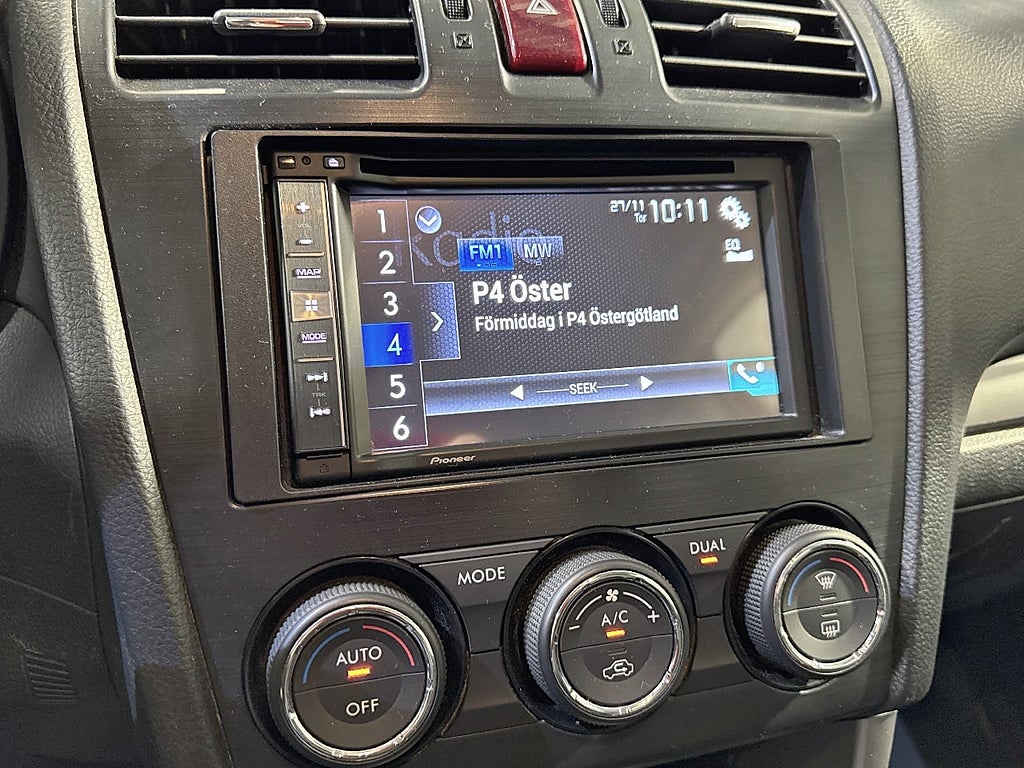 27/11
Tor
10:11
Radio
FM1 MW
EQ
P4 Öster
Förmiddag i P4 Östergötland
SEEK
1
2
3
4
5
6
VOL
MAP
MODE
TRK
Pioneer
MODE
DUAL
AUTO
OFF
A/C